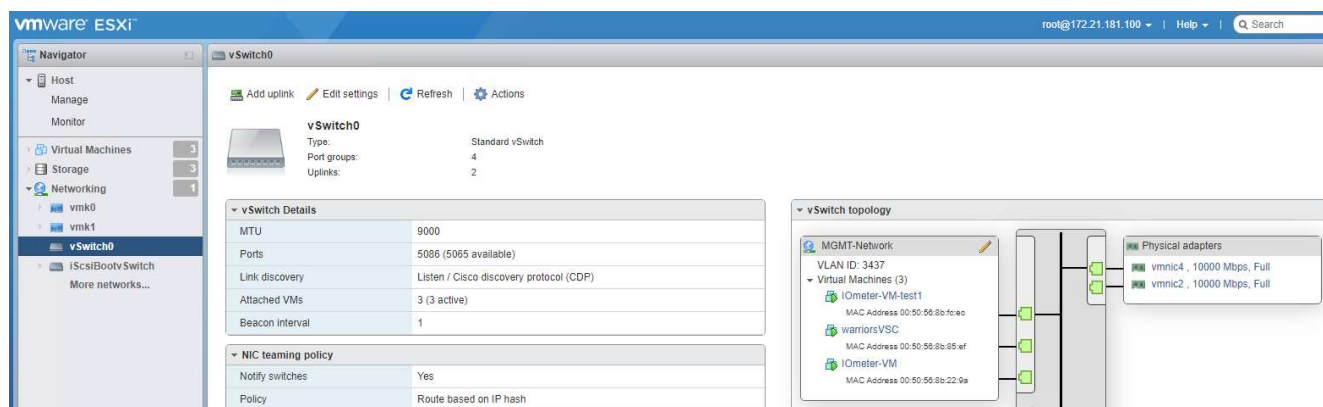 vmware ESXi™
root@172.21.181.100 | Help | Search
Navigator
Host
Manage
Monitor
Virtual Machines 3
Storage 3
Networking 1
vmk0
vmk1
vSwitch0
iScsiBootvSwitch
More networks...
vSwitch0
Add uplink Edit settings | Refresh | Actions
vSwitch0
Type: Standard vSwitch
Port groups: 4
Uplinks: 2
vSwitch Details
MTU 9000
Ports 5086 (5065 available)
Link discovery Listen / Cisco discovery protocol (CDP)
Attached VMs 3 (3 active)
Beacon interval 1
NIC teaming policy
Notify switches Yes
Policy Route based on IP hash
vSwitch topology
MGMT-Network
VLAN ID: 3437
Virtual Machines (3)
IOmeter-VM-test1
MAC Address 00:50:56:8b:fc:ec
warriorsVSC
MAC Address 00:50:56:8b:85:ef
IOmeter-VM
MAC Address 00:50:56:8b:22:9a
Physical adapters
vmnic4 , 10000 Mbps, Full
vmnic2 , 10000 Mbps, Full